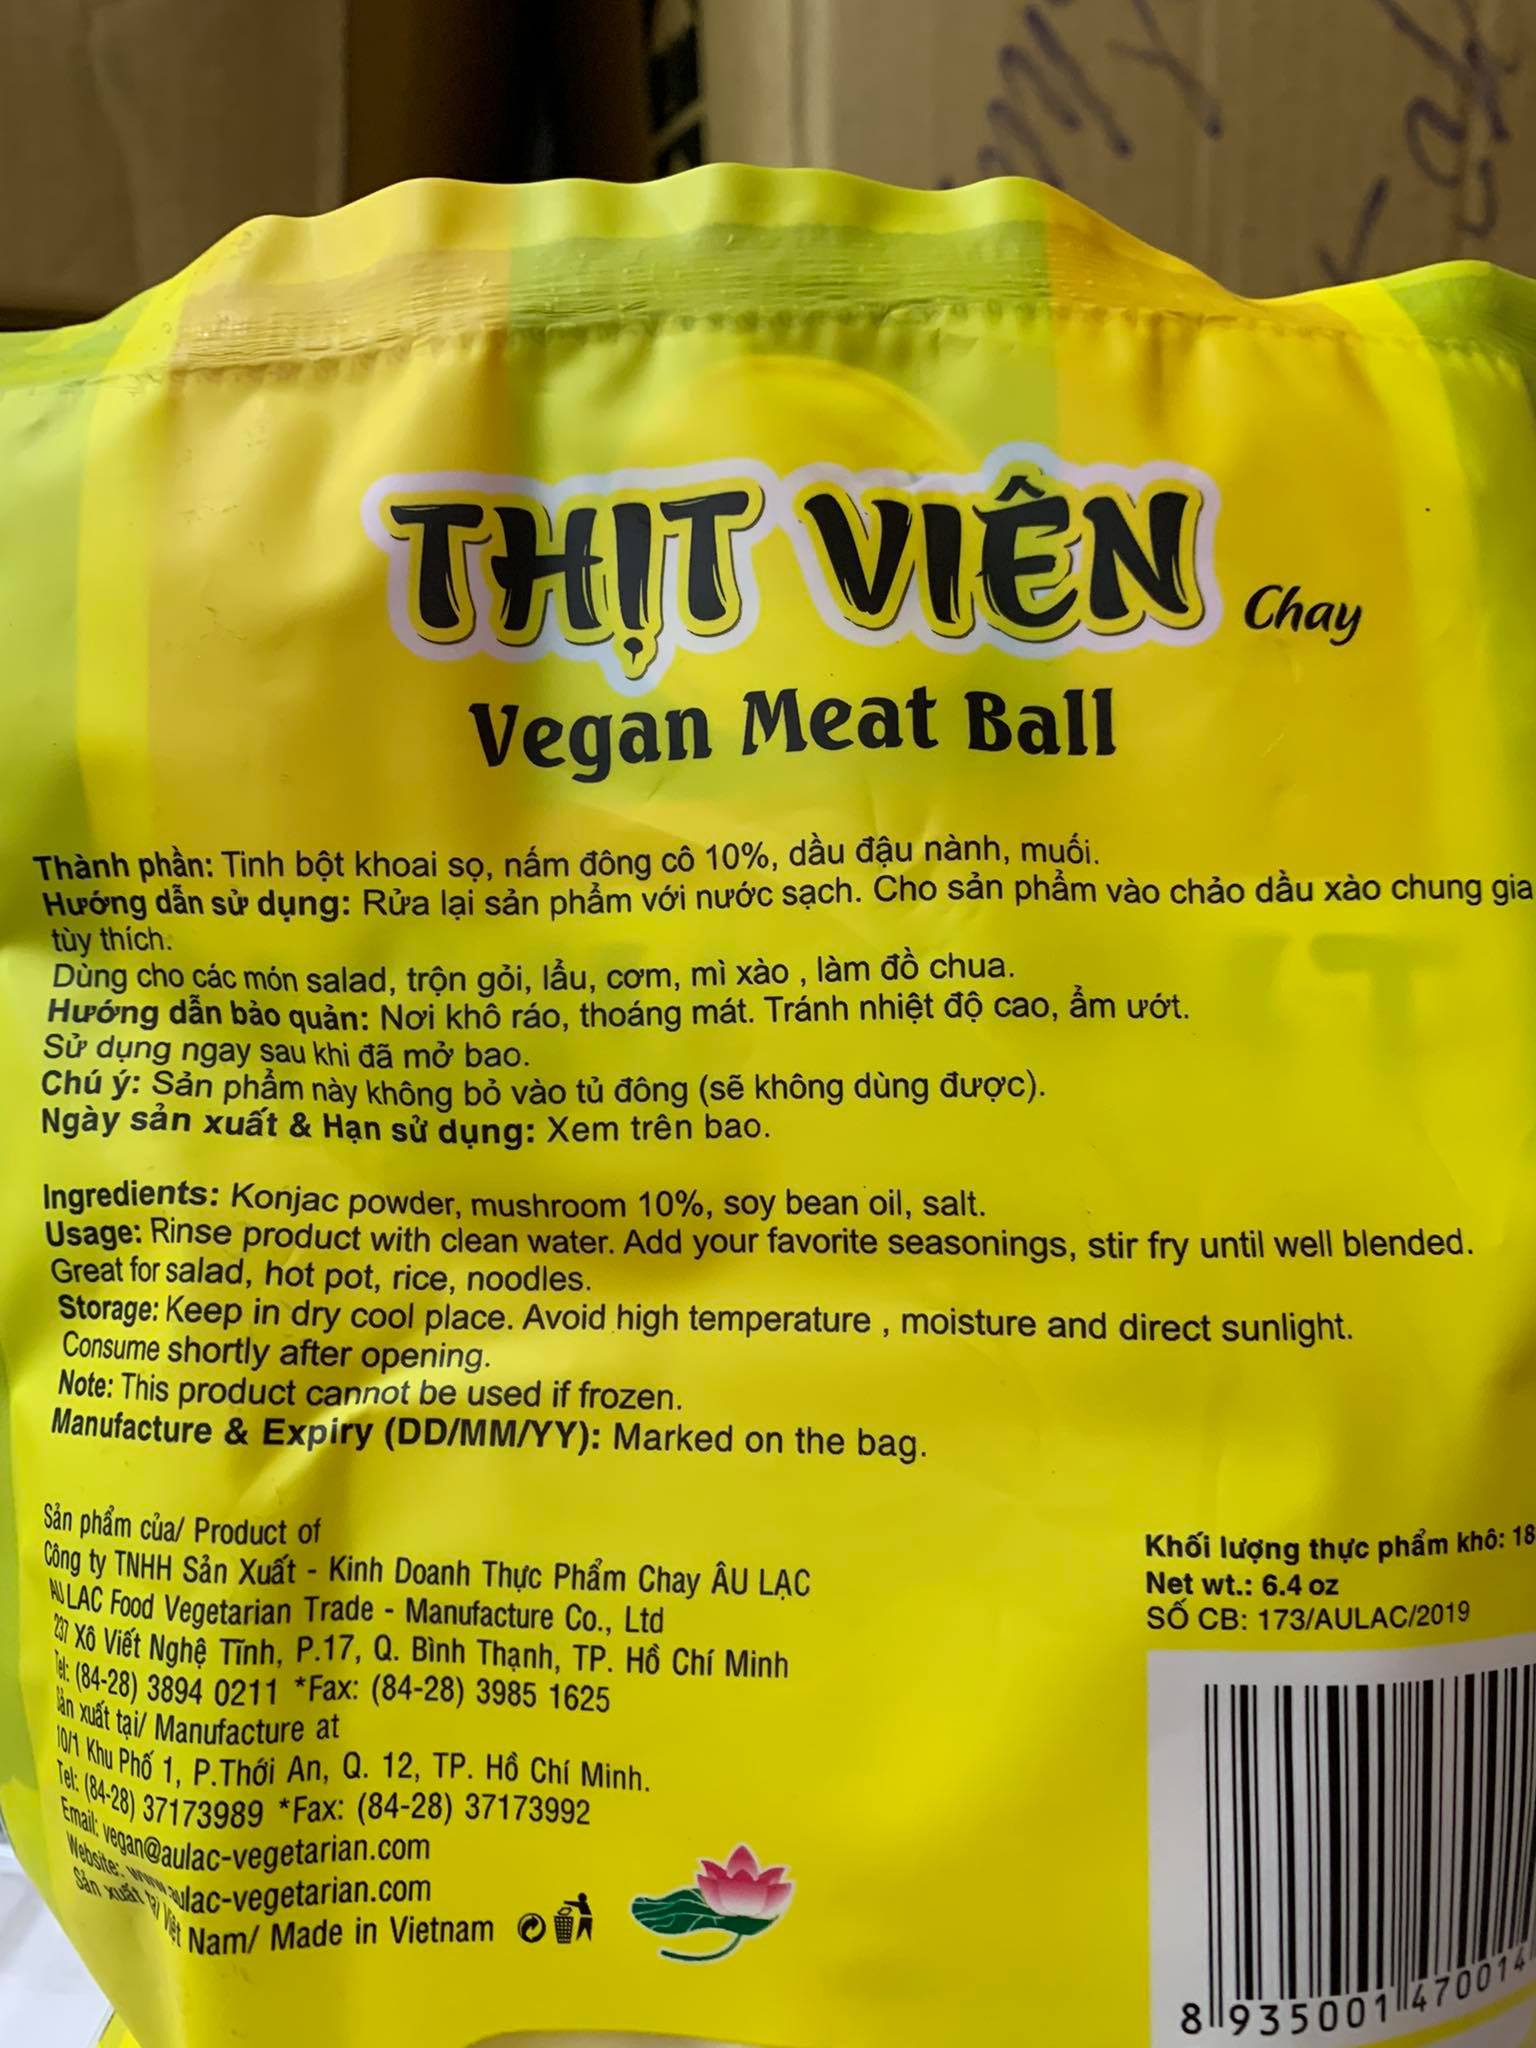 THỊT VIÊN Chay
Vegan Meat Ball
Thành phần: Tinh bột khoai sọ, nấm đông cô 10%, dầu đậu nành, muối.
Hướng dẫn sử dụng: Rửa lại sản phẩm với nước sạch. Cho sản phẩm vào chảo dầu xào chung gia
tùy thích.
Dùng cho các món salad, trộn gỏi, lẩu, cơm, mì xào , làm đồ chua.
Hướng dẫn bảo quản: Nơi khô ráo, thoáng mát. Tránh nhiệt độ cao, ẩm ướt.
Sử dụng ngay sau khi đã mở bao.
Chú ý: Sản phẩm này không bỏ vào tủ đông (sẽ không dùng được).
Ngày sản xuất & Hạn sử dụng: Xem trên bao.
Ingredients: Konjac powder, mushroom 10%, soy bean oil, salt.
Usage: Rinse product with clean water. Add your favorite seasonings, stir fry until well blended.
Great for salad, hot pot, rice, noodles.
Storage: Keep in dry cool place. Avoid high temperature , moisture and direct sunlight.
Consume shortly after opening.
Note: This product cannot be used if frozen.
Manufacture & Expiry (DD/MM/YY): Marked on the bag.
Sản phẩm của/ Product of
Công ty TNHH Sản Xuất - Kinh Doanh Thực Phẩm Chay ÂU LẠC
AU LAC Food Vegetarian Trade - Manufacture Co., Ltd
237 Xô Viết Nghệ Tĩnh, P.17, Q. Bình Thạnh, TP. Hồ Chí Minh
Tel: (84-28) 3894 0211 *Fax: (84-28) 3985 1625
Sản xuất tại/ Manufacture at
10/1 Khu Phố 1, P.Thới An, Q. 12, TP. Hồ Chí Minh.
Tel: (84-28) 37173989 *Fax: (84-28) 37173992
Email: vegan@aulac-vegetarian.com
Website: www.aulac-vegetarian.com
Sản xuất tại Việt Nam/ Made in Vietnam
Khối lượng thực phẩm khô: 18
Net wt.: 6.4 oz
SỐ CB: 173/AULAC/2019
8 935001 470014